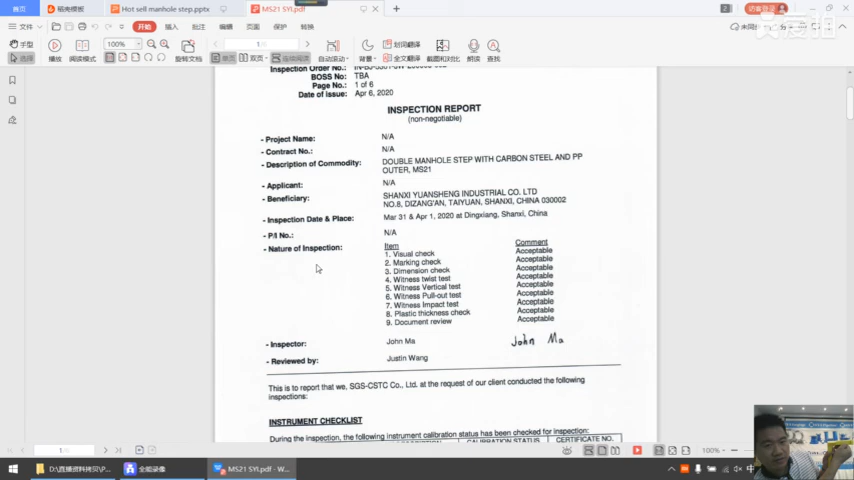 首页
稻壳模板
Hot sell manhole step.pptx
MS21 SYI.pdf
文件
开始
插入
批注
编辑
页面
保护
转换
手型
选择
播放
阅读模式
100%
旋转文档
单页
双页
连续阅读
自动滚动
背景
划词翻译
全文翻译
截图和对比
朗读
查找
BOSS No: TBA
Page No.: 1 of 6
Date of issue: Apr 6, 2020
INSPECTION REPORT
(non-negotiable)
- Project Name: N/A
- Contract No.: N/A
- Description of Commodity: DOUBLE MANHOLE STEP WITH CARBON STEEL AND PP
OUTER, MS21
- Applicant: N/A
- Beneficiary: SHANXI YUANSHENG INDUSTRIAL CO. LTD
NO.8, DIZANG'AN, TAIYUAN, SHANXI, CHINA 030002
- Inspection Date & Place: Mar 31 & Apr 1, 2020 at Dingxiang, Shanxi, China
- P/I No.: N/A
- Nature of Inspection: Item Comment
1. Visual check Acceptable
2. Marking check Acceptable
3. Dimension check Acceptable
4. Witness twist test Acceptable
5. Witness Vertical test Acceptable
6. Witness Pull-out test Acceptable
7. Witness Impact test Acceptable
8. Plastic thickness check Acceptable
9. Document review Acceptable
- Inspector: John Ma John Ma
- Reviewed by: Justin Wang
This is to report that we, SGS-CSTC Co., Ltd. at the request of our client conducted the following
inspections:
INSTRUMENT CHECKLIST
During the inspection, the following instrument calibration status has been checked for inspection:
CALIBRATION STATUS CERTIFICATE NO.
100%
D:\直播资料拷贝\P...
全能录像
MS21 SYI.pdf - W...
中